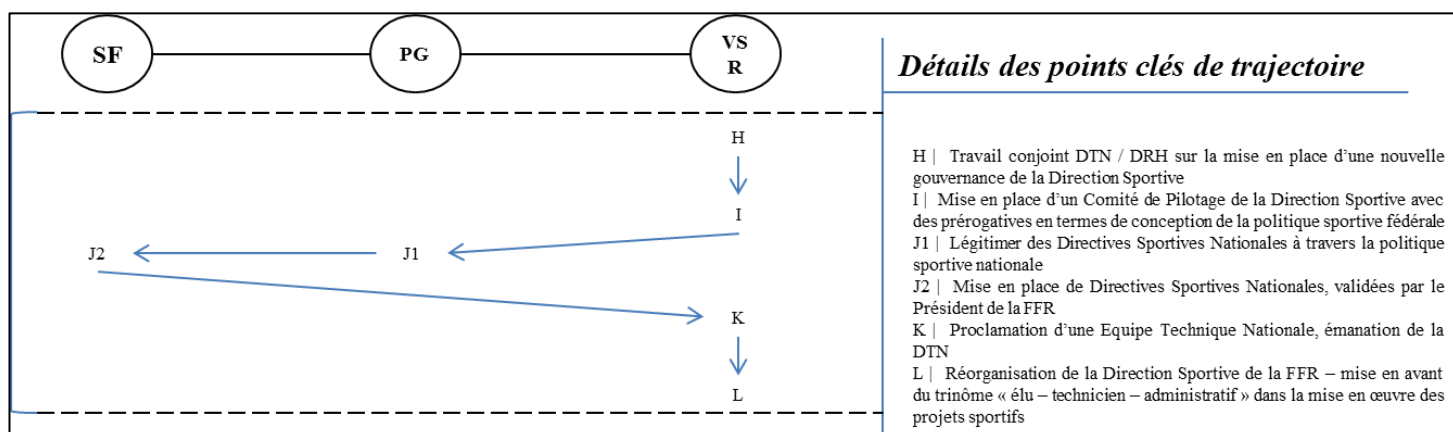 SF
PG
VS
R
Détails des points clés de trajectoire
H
I
J2
J1
K
L
H | Travail conjoint DTN / DRH sur la mise en place d’une nouvelle
gouvernance de la Direction Sportive
I | Mise en place d’un Comité de Pilotage de la Direction Sportive avec
des prérogatives en termes de conception de la politique sportive fédérale
J1 | Légitimer des Directives Sportives Nationales à travers la politique
sportive nationale
J2 | Mise en place de Directives Sportives Nationales, validées par le
Président de la FFR
K | Proclamation d’une Equipe Technique Nationale, émanation de la
DTN
L | Réorganisation de la Direction Sportive de la FFR – mise en avant
du trinôme « élu – technicien – administratif » dans la mise en œuvre des
projets sportifs